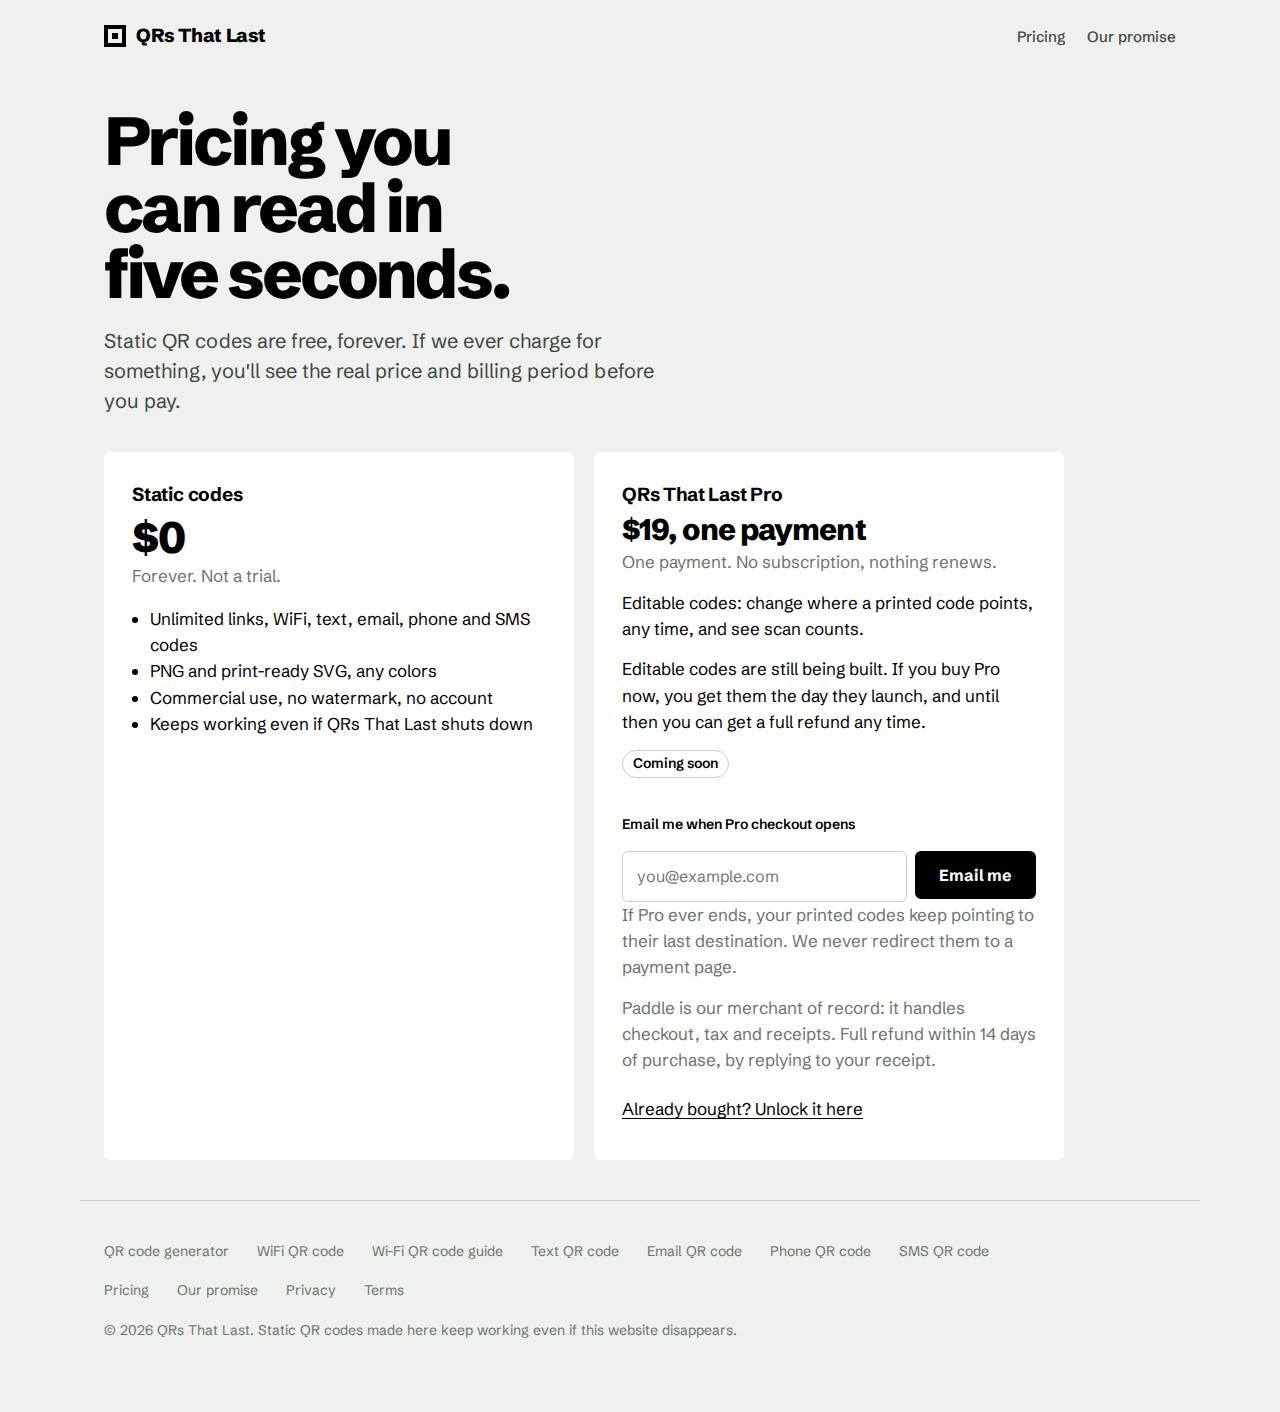 QRs That Last
Pricing
Our promise
Pricing you
can read in
five seconds.
Static QR codes are free, forever. If we ever charge for
something, you'll see the real price and billing period before
you pay.
Static codes
$0
Forever. Not a trial.
Unlimited links, WiFi, text, email, phone and SMS
codes
PNG and print-ready SVG, any colors
Commercial use, no watermark, no account
Keeps working even if QRs That Last shuts down
QRs That Last Pro
$19, one payment
One payment. No subscription, nothing renews.
Editable codes: change where a printed code points,
any time, and see scan counts.
Editable codes are still being built. If you buy Pro
now, you get them the day they launch, and until
then you can get a full refund any time.
Coming soon
Email me when Pro checkout opens
you@example.com
Email me
If Pro ever ends, your printed codes keep pointing to
their last destination. We never redirect them to a
payment page.
Paddle is our merchant of record: it handles
checkout, tax and receipts. Full refund within 14 days
of purchase, by replying to your receipt.
Already bought? Unlock it here
QR code generator
WiFi QR code
Wi-Fi QR code guide
Text QR code
Email QR code
Phone QR code
SMS QR code
Pricing
Our promise
Privacy
Terms
© 2026 QRs That Last. Static QR codes made here keep working even if this website disappears.